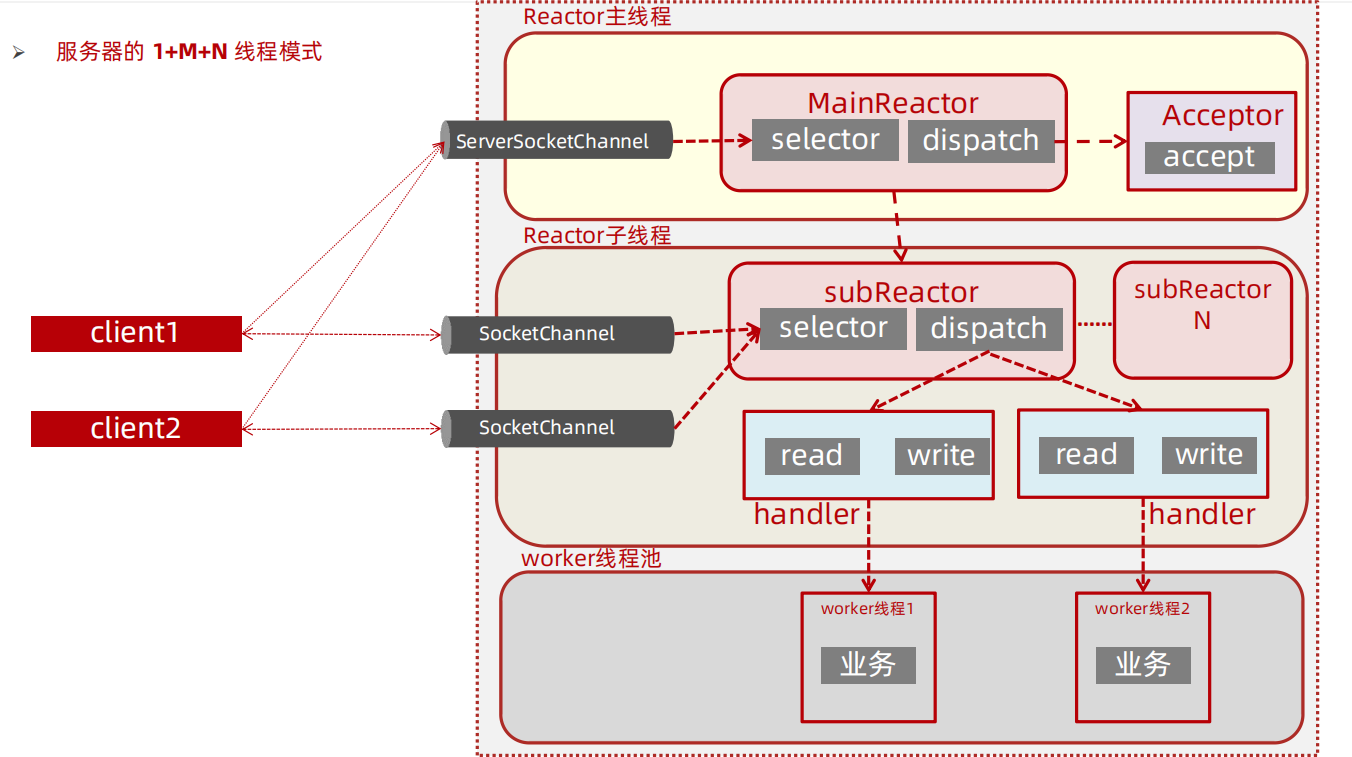 Reactor主线程
➢ 服务器的 1+M+N 线程模式
MainReactor
Acceptor
ServerSocketChannel
selector
dispatch
accept
Reactor子线程
subReactor
subReactor
N
client1
SocketChannel
selector
dispatch
client2
SocketChannel
read
write
read
write
handler
handler
worker线程池
worker线程1
worker线程2
业务
业务